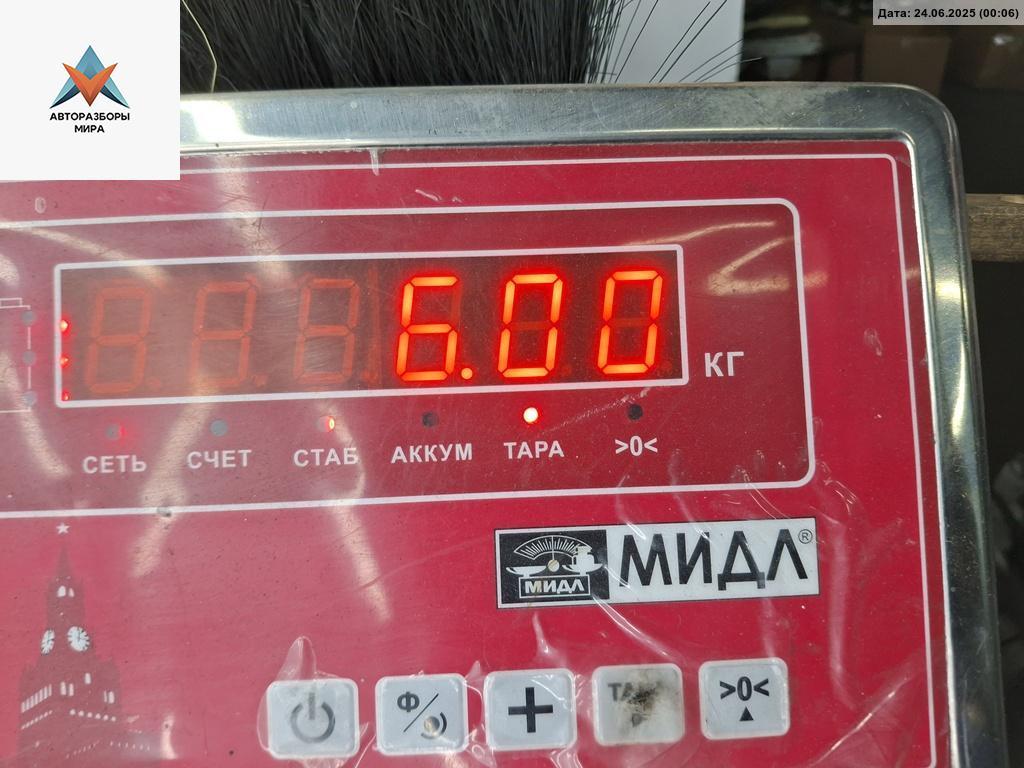 Дата: 24.06.2025 (00:06)
АВТОРАЗБОРЫ
МИРА
6.00 КГ
СЕТЬ СЧЕТ СТАБ АККУМ ТАРА >0<
МИДЛ МИДЛ®
Ф + >0<